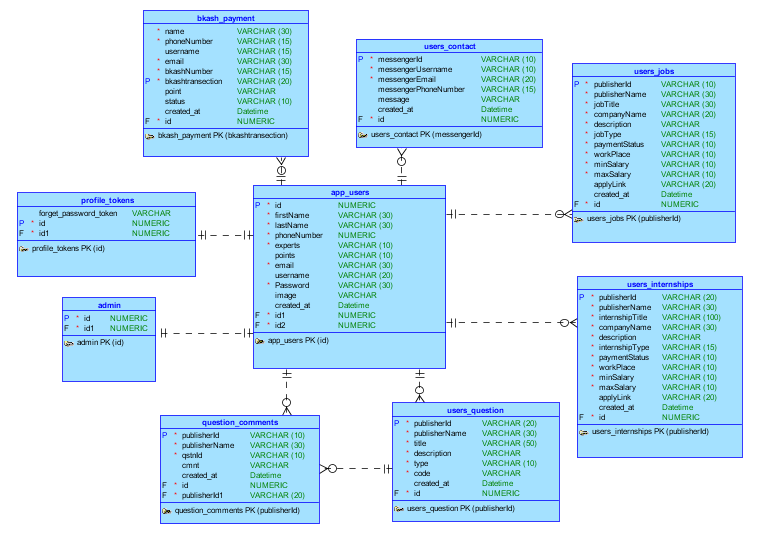 bkash_payment
* name VARCHAR (30)
* phoneNumber VARCHAR (15)
username VARCHAR (15)
* email VARCHAR (30)
* bkashNumber VARCHAR (15)
P * bkashtransection VARCHAR (20)
point VARCHAR
status VARCHAR (10)
created_at Datetime
F * id NUMERIC
bkash_payment PK (bkashtransection)
users_contact
P * messengerId VARCHAR (10)
* messengerUsername VARCHAR (10)
* messengerEmail VARCHAR (20)
messengerPhoneNumber VARCHAR (15)
message VARCHAR
created_at Datetime
F * id NUMERIC
users_contact PK (messengerId)
users_jobs
P * publisherId VARCHAR (10)
* publisherName VARCHAR (30)
* jobTitle VARCHAR (30)
* companyName VARCHAR (20)
* description VARCHAR
* jobType VARCHAR (15)
* paymentStatus VARCHAR (10)
* workPlace VARCHAR (10)
* minSalary VARCHAR (10)
* maxSalary VARCHAR (10)
applyLink VARCHAR (20)
created_at Datetime
F * id NUMERIC
users_jobs PK (publisherId)
profile_tokens
forget_password_token VARCHAR
P * id NUMERIC
F * id1 NUMERIC
profile_tokens PK (id)
app_users
P * id NUMERIC
* firstName VARCHAR (30)
* lastName VARCHAR (30)
* phoneNumber NUMERIC
* experts VARCHAR (10)
points VARCHAR (10)
* email VARCHAR (30)
username VARCHAR (20)
* Password VARCHAR (30)
image VARCHAR
created_at Datetime
F * id1 NUMERIC
F * id2 NUMERIC
app_users PK (id)
admin
P * id NUMERIC
F * id1 NUMERIC
admin PK (id)
users_internships
P * publisherId VARCHAR (20)
* publisherName VARCHAR (30)
* internshipTitle VARCHAR (100)
* companyName VARCHAR (30)
* description VARCHAR
* internshipType VARCHAR (15)
* paymentStatus VARCHAR (10)
* workPlace VARCHAR (10)
* minSalary VARCHAR (10)
* maxSalary VARCHAR (10)
applyLink VARCHAR (20)
created_at Datetime
F * id NUMERIC
users_internships PK (publisherId)
question_comments
P * publisherId VARCHAR (10)
* publisherName VARCHAR (30)
* qstnId VARCHAR (10)
cmnt VARCHAR
created_at Datetime
F * id NUMERIC
F * publisherId1 VARCHAR (20)
question_comments PK (publisherId)
users_question
P * publisherId VARCHAR (20)
* publisherName VARCHAR (30)
* title VARCHAR (50)
* description VARCHAR
* type VARCHAR (10)
* code VARCHAR
created_at Datetime
F * id NUMERIC
users_question PK (publisherId)